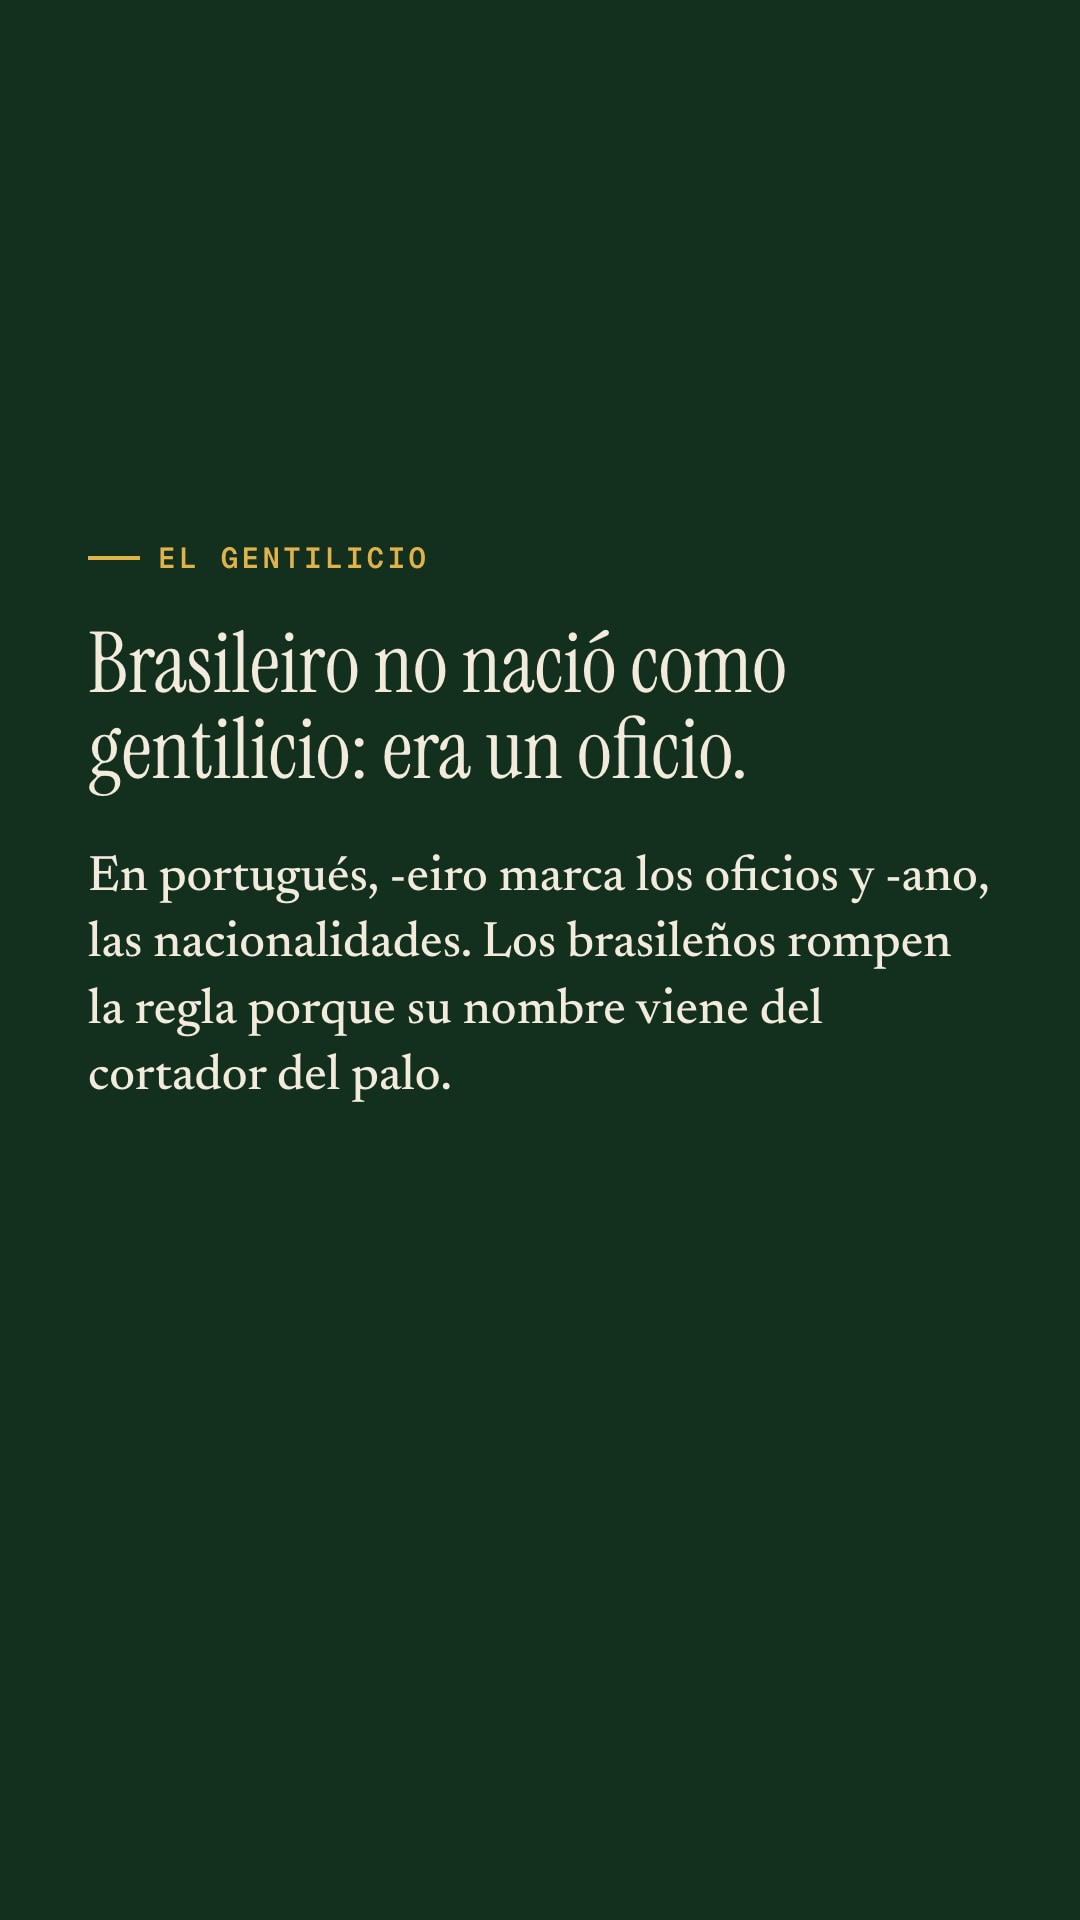 EL GENTILICIO
Brasileiro no nació como
gentilicio: era un oficio.
En portugués, -eiro marca los oficios y -ano,
las nacionalidades. Los brasileños rompen
la regla porque su nombre viene del
cortador del palo.